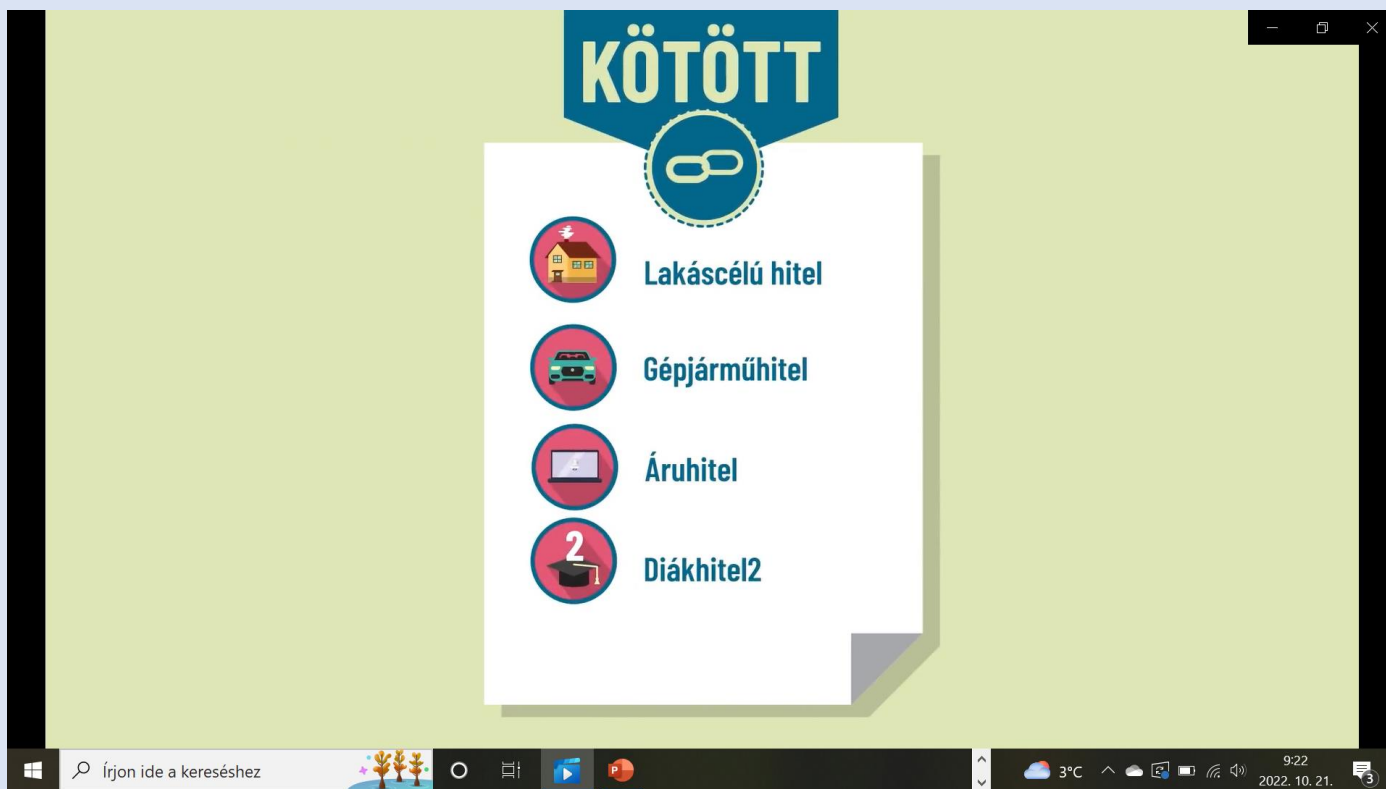 KÖTÖTT
Lakáscélú hitel
Gépjárműhitel
Áruhitel
2
Diákhitel2
Írjon ide a kereséshez
P
3°C
9:22
2022. 10. 21.
3